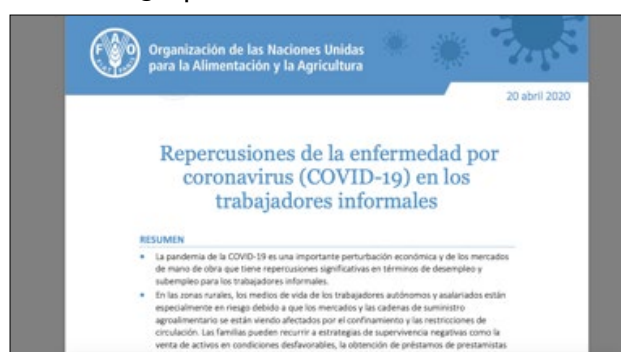 Organización de las Naciones Unidas
para la Alimentación y la Agricultura
20 abril 2020
Repercusiones de la enfermedad por
coronavirus (COVID-19) en los
trabajadores informales
RESUMEN
La pandemia de la COVID-19 es una importante perturbación económica y de los mercados
de mano de obra que tiene repercusiones significativas en términos de desempleo y
subempleo para los trabajadores informales.
En las zonas rurales, los medios de vida de los trabajadores autónomos y asalariados están
especialmente en riesgo debido a que los mercados y las cadenas de suministro
agroalimentario se están viendo afectados por el confinamiento y las restricciones de
circulación. Las familias pueden recurrir a estrategias de supervivencia negativas como la
venta de activos en condiciones desfavorables, la obtención de préstamos de prestamistas